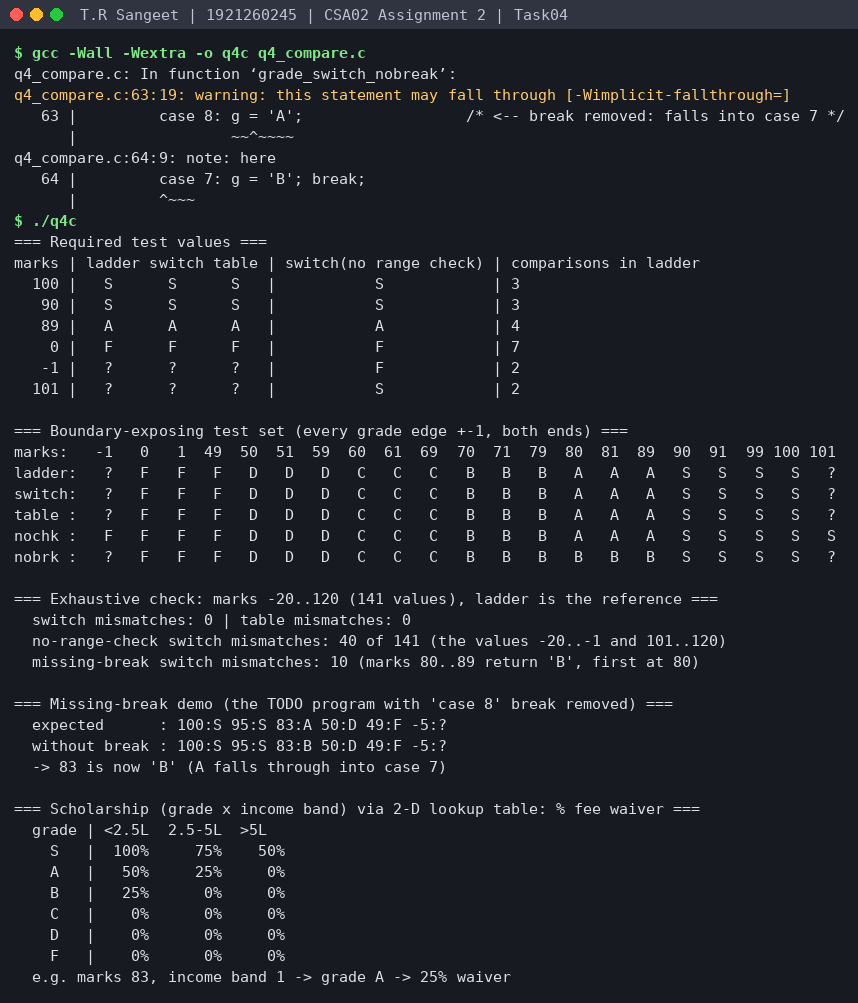 T.R Sangeet | 1921260245 | CSA02 Assignment 2 | Task04
$ gcc -Wall -Wextra -o q4c q4_compare.c
q4_compare.c: In function ‘grade_switch_nobreak’:
q4_compare.c:63:19: warning: this statement may fall through [-Wimplicit-fallthrough=]
   63 |         case 8: g = 'A';                  /* <-- break removed: falls into case 7 */
      |                 ~~^~~~~
q4_compare.c:64:9: note: here
   64 |         case 7: g = 'B'; break;
      |         ^~~~
$ ./q4c
=== Required test values ===
marks | ladder switch table | switch(no range check) | comparisons in ladder
  100 |   S      S      S   |           S            | 3
   90 |   S      S      S   |           S            | 3
   89 |   A      A      A   |           A            | 4
    0 |   F      F      F   |           F            | 7
   -1 |   ?      ?      ?   |           F            | 2
  101 |   ?      ?      ?   |           S            | 2
=== Boundary-exposing test set (every grade edge +-1, both ends) ===
marks:   -1   0   1  49  50  51  59  60  61  69  70  71  79  80  81  89  90  91  99 100 101
ladder:   ?   F   F   F   D   D   D   C   C   C   B   B   B   A   A   A   S   S   S   S   ?
switch:   ?   F   F   F   D   D   D   C   C   C   B   B   B   A   A   A   S   S   S   S   ?
table :   ?   F   F   F   D   D   D   C   C   C   B   B   B   A   A   A   S   S   S   S   ?
nochk :   F   F   F   F   D   D   D   C   C   C   B   B   B   A   A   A   S   S   S   S   S
nobrk :   ?   F   F   F   D   D   D   C   C   C   B   B   B   B   B   B   S   S   S   S   ?
=== Exhaustive check: marks -20..120 (141 values), ladder is the reference ===
  switch mismatches: 0 | table mismatches: 0
  no-range-check switch mismatches: 40 of 141 (the values -20..-1 and 101..120)
  missing-break switch mismatches: 10 (marks 80..89 return 'B', first at 80)
=== Missing-break demo (the TODO program with 'case 8' break removed) ===
  expected      : 100:S 95:S 83:A 50:D 49:F -5:?
  without break : 100:S 95:S 83:B 50:D 49:F -5:?
  -> 83 is now 'B' (A falls through into case 7)
=== Scholarship (grade x income band) via 2-D lookup table: % fee waiver ===
  grade | <2.5L  2.5-5L  >5L
    S   |  100%     75%    50%
    A   |   50%     25%     0%
    B   |   25%      0%     0%
    C   |    0%      0%     0%
    D   |    0%      0%     0%
    F   |    0%      0%     0%
  e.g. marks 83, income band 1 -> grade A -> 25% waiver